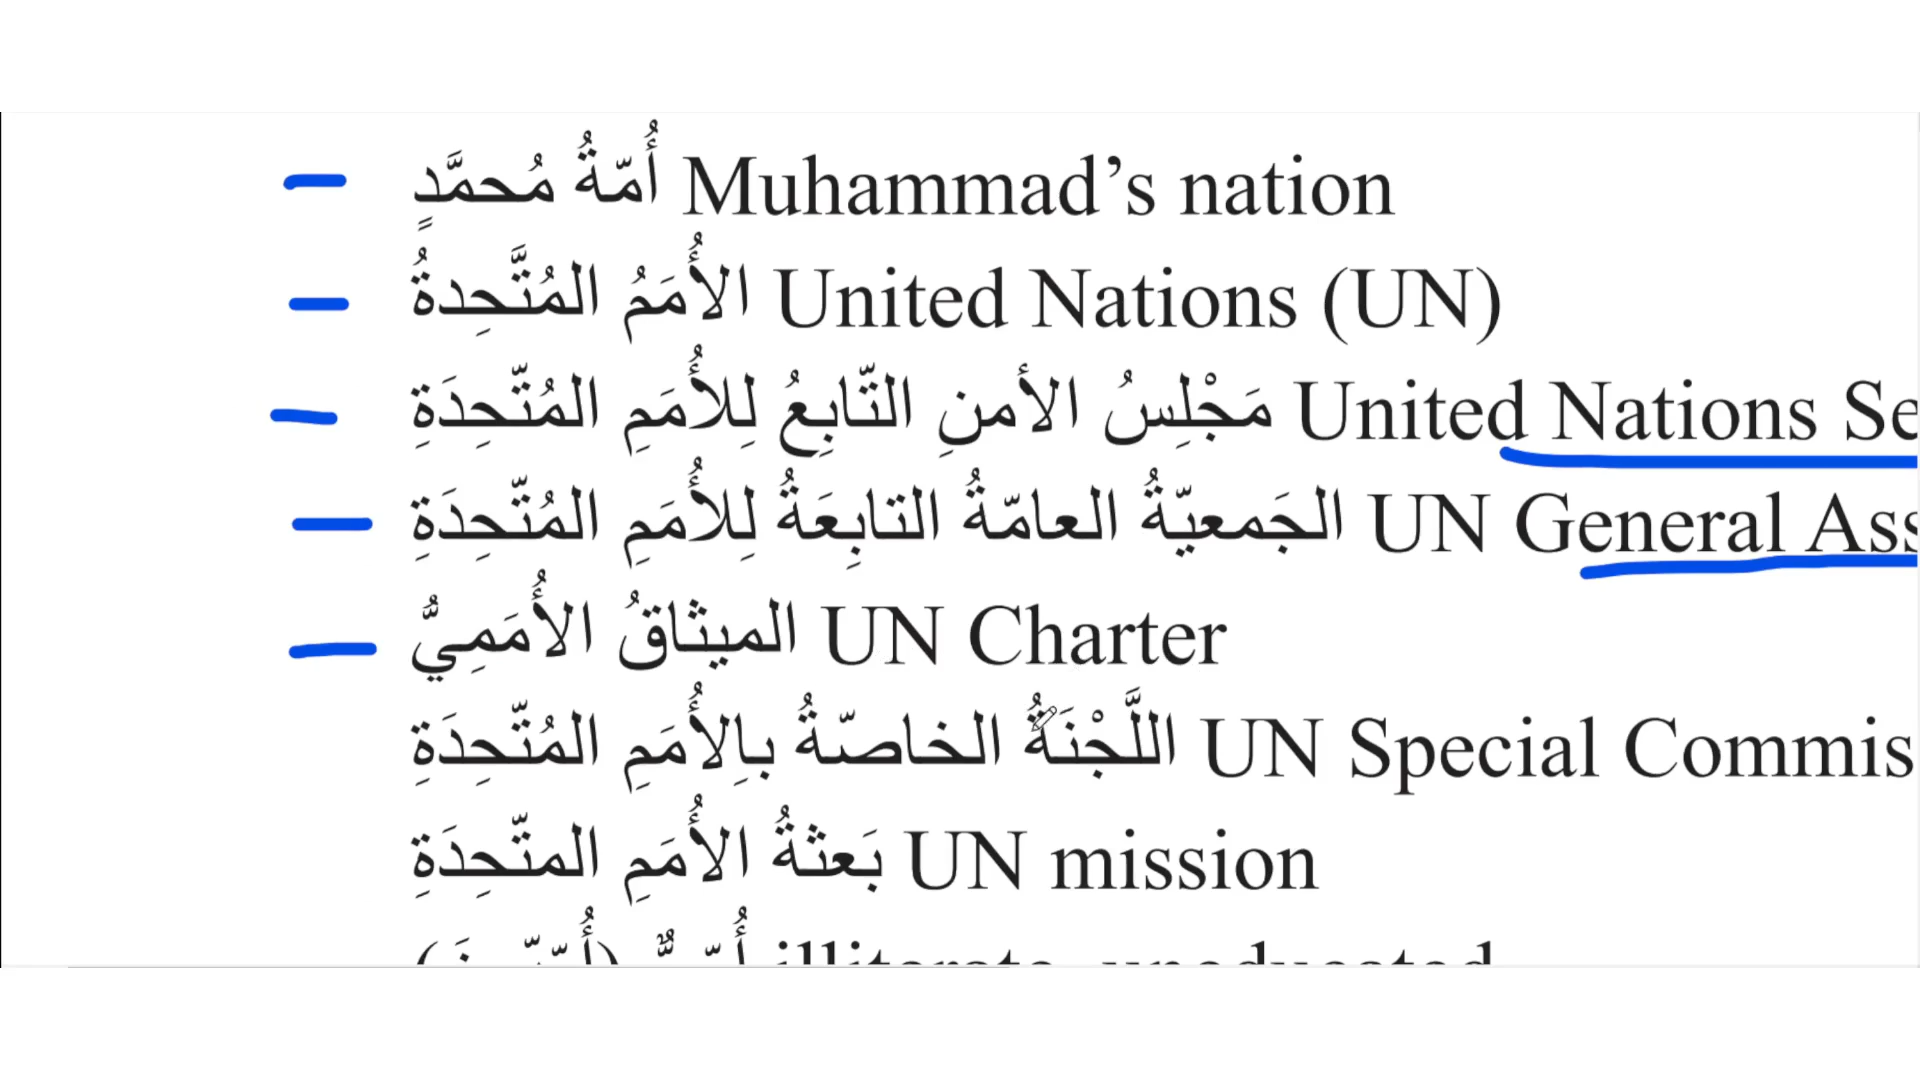 أُمّةُ مُحمَّدٍ Muhammad’s nation
الأُمَمُ المُتَّحِدةُ United Nations (UN)
مَجْلِسُ الأمنِ التّابِعُ لِلأُمَمِ المُتّحِدَةِ United Nations Se
الجَمعيّةُ العامّةُ التابِعَةُ لِلأُمَمِ المُتّحِدَةِ UN General Ass
الميثاقُ الأُمَمِيُّ UN Charter
اللَّجْنَةُ الخاصّةُ بِالأُمَمِ المُتّحِدَةِ UN Special Commis
بَعثةُ الأُمَمِ المتّحِدَةِ UN mission
illiterate, uneducated